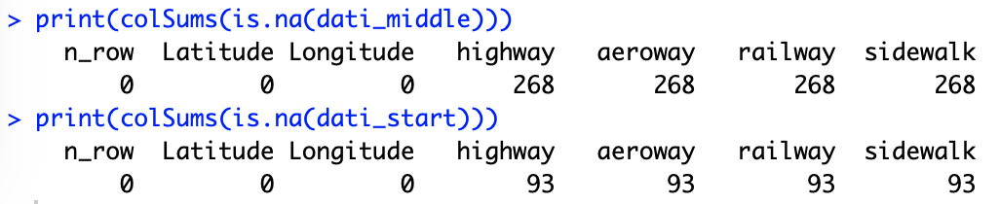 > print(colSums(is.na(dati_middle)))
n_row Latitude Longitude highway aeroway railway sidewalk
0 0 0 268 268 268 268
> print(colSums(is.na(dati_start)))
n_row Latitude Longitude highway aeroway railway sidewalk
0 0 0 93 93 93 93